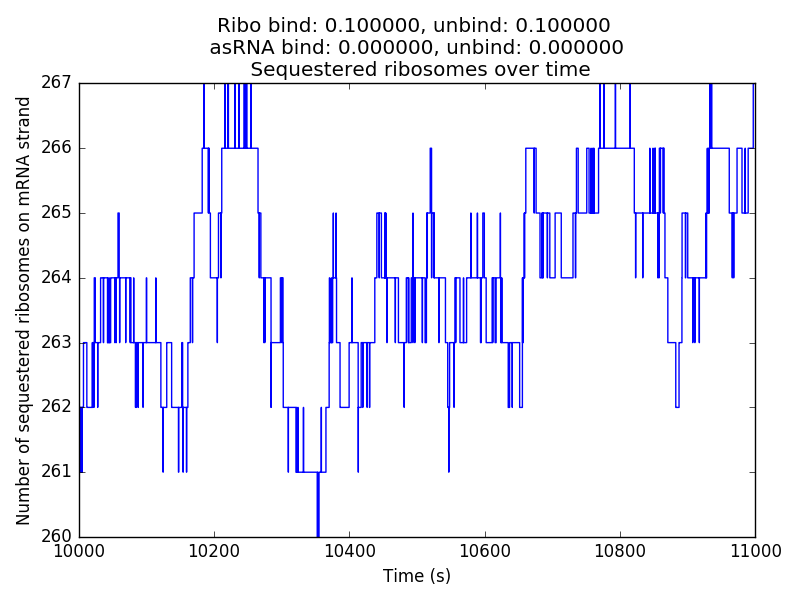 Ribo bind: 0.100000, unbind: 0.100000
asRNA bind: 0.000000, unbind: 0.000000
Sequestered ribosomes over time
Number of sequestered ribosomes on mRNA strand
267
266
265
264
263
262
261
260
10000 10200 10400 10600 10800 11000
Time (s)